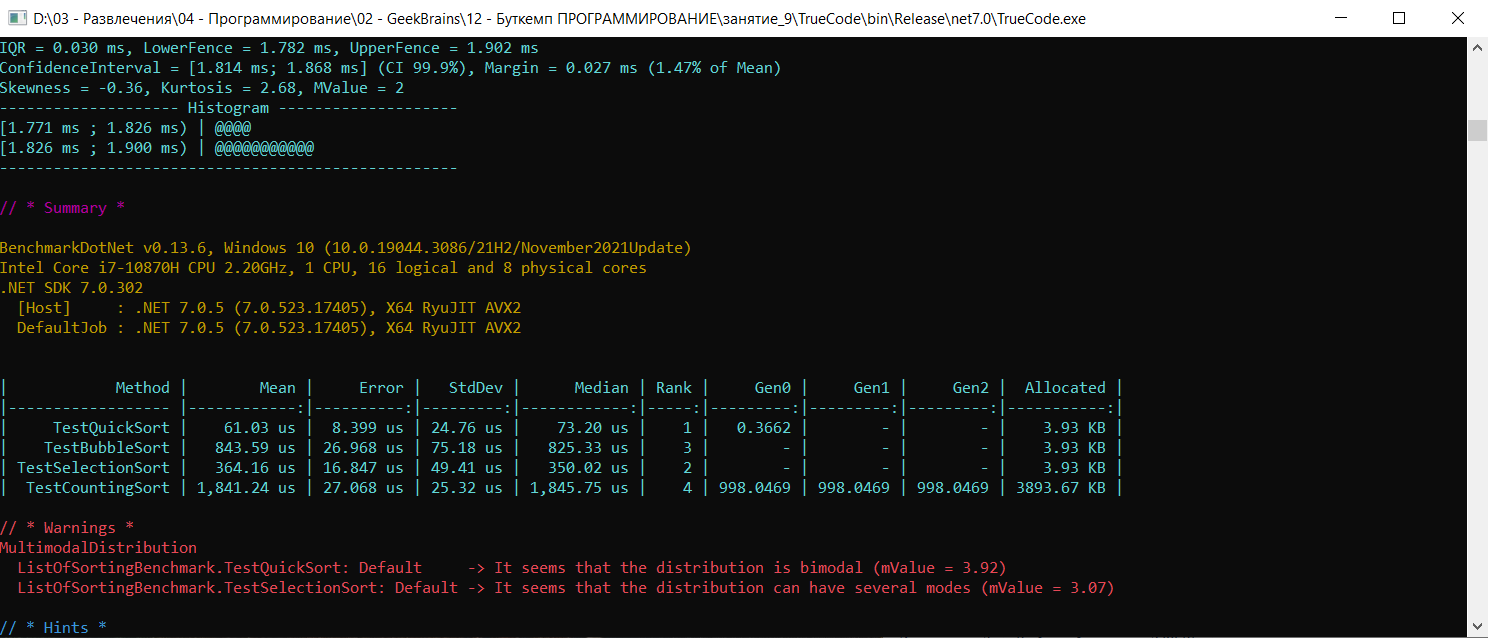 D:\03 - Развлечения\04 - Программирование\02 - GeekBrains\12 - Буткемп ПРОГРАММИРОВАНИЕ\занятие_9\TrueCode\bin\Release\net7.0\TrueCode.exe
IQR = 0.030 ms, LowerFence = 1.782 ms, UpperFence = 1.902 ms
ConfidenceInterval = [1.814 ms; 1.868 ms] (CI 99.9%), Margin = 0.027 ms (1.47% of Mean)
Skewness = -0.36, Kurtosis = 2.68, MValue = 2
-------------------- Histogram --------------------
[1.771 ms ; 1.826 ms) | @@@@
[1.826 ms ; 1.900 ms) | @@@@@@@@@@@
---------------------------------------------------
// * Summary *
BenchmarkDotNet v0.13.6, Windows 10 (10.0.19044.3086/21H2/November2021Update)
Intel Core i7-10870H CPU 2.20GHz, 1 CPU, 16 logical and 8 physical cores
.NET SDK 7.0.302
  [Host]     : .NET 7.0.5 (7.0.523.17405), X64 RyuJIT AVX2
  DefaultJob : .NET 7.0.5 (7.0.523.17405), X64 RyuJIT AVX2
|            Method |        Mean |     Error |   StdDev |      Median | Rank |     Gen0 |     Gen1 |     Gen2 |  Allocated |
|------------------ |------------:|----------:|---------:|------------:|-----:|---------:|---------:|---------:|-----------:|
|     TestQuickSort |    61.03 us |  8.399 us | 24.76 us |    73.20 us |    1 |   0.3662 |        - |        - |    3.93 KB |
|    TestBubbleSort |   843.59 us | 26.968 us | 75.18 us |   825.33 us |    3 |        - |        - |        - |    3.93 KB |
| TestSelectionSort |   364.16 us | 16.847 us | 49.41 us |   350.02 us |    2 |        - |        - |        - |    3.93 KB |
|  TestCountingSort | 1,841.24 us | 27.068 us | 25.32 us | 1,845.75 us |    4 | 998.0469 | 998.0469 | 998.0469 | 3893.67 KB |
// * Warnings *
MultimodalDistribution
  ListOfSortingBenchmark.TestQuickSort: Default     -> It seems that the distribution is bimodal (mValue = 3.92)
  ListOfSortingBenchmark.TestSelectionSort: Default -> It seems that the distribution can have several modes (mValue = 3.07)
// * Hints *